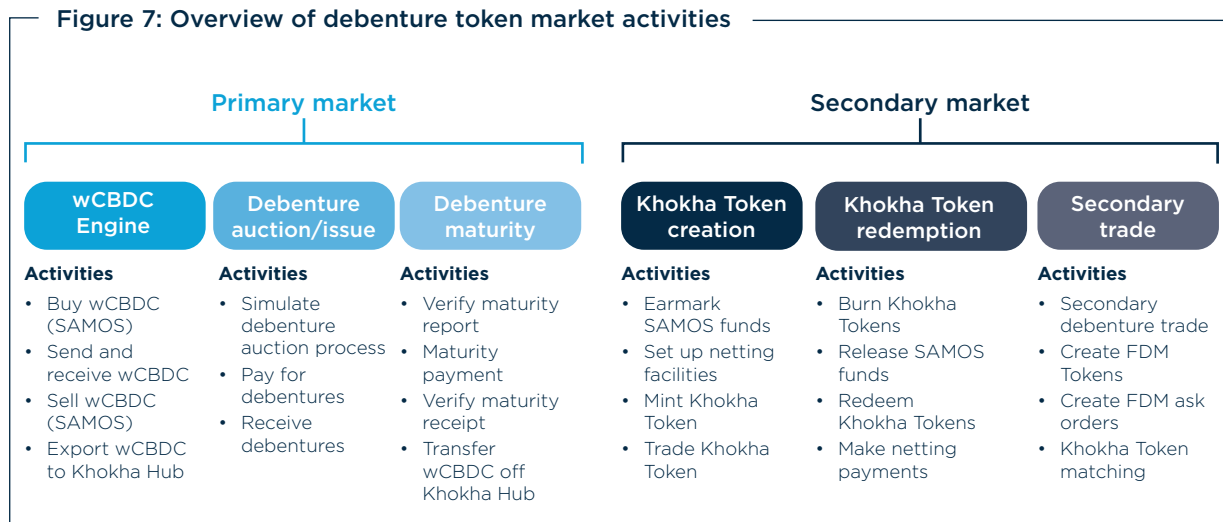 Figure 7: Overview of debenture token market activities
Primary market
Secondary market
wCBDC
Engine
Debenture
auction/issue
Debenture
maturity
Khokha Token
creation
Khokha Token
redemption
Secondary
trade
Activities
• Buy wCBDC
(SAMOS)
• Send and
receive wCBDC
• Sell wCBDC
(SAMOS)
• Export wCBDC
to Khokha Hub
Activities
• Simulate
debenture
auction process
• Pay for
debentures
• Receive
debentures
Activities
• Verify maturity
report
• Maturity
payment
• Verify maturity
receipt
• Transfer
wCBDC off
Khokha Hub
Activities
• Earmark
SAMOS funds
• Set up netting
facilities
• Mint Khokha
Token
• Trade Khokha
Token
Activities
• Burn Khokha
Tokens
• Release SAMOS
funds
• Redeem
Khokha Tokens
• Make netting
payments
Activities
• Secondary
debenture trade
• Create FDM
Tokens
• Create FDM ask
orders
• Khokha Token
matching